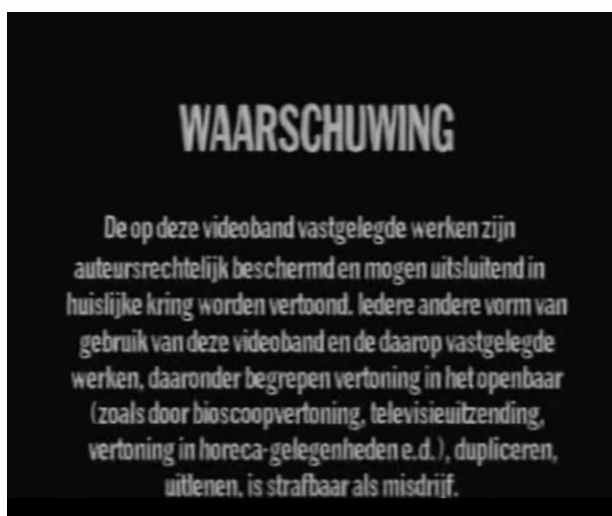 WAARSCHUWING
De op deze videoband vastgelegde werken zijn
auteursrechtelijk beschermd en mogen uitsluitend in
huislijke kring worden vertoond. Iedere andere vorm van
gebruik van deze videoband en de daarop vastgelegde
werken, daaronder begrepen vertoning in het openbaar
(zoals door bioscoopvertoning, televisieuitzending,
vertoning in horeca-gelegenheden e.d.), dupliceren,
uitlenen, is strafbaar als misdrijf.